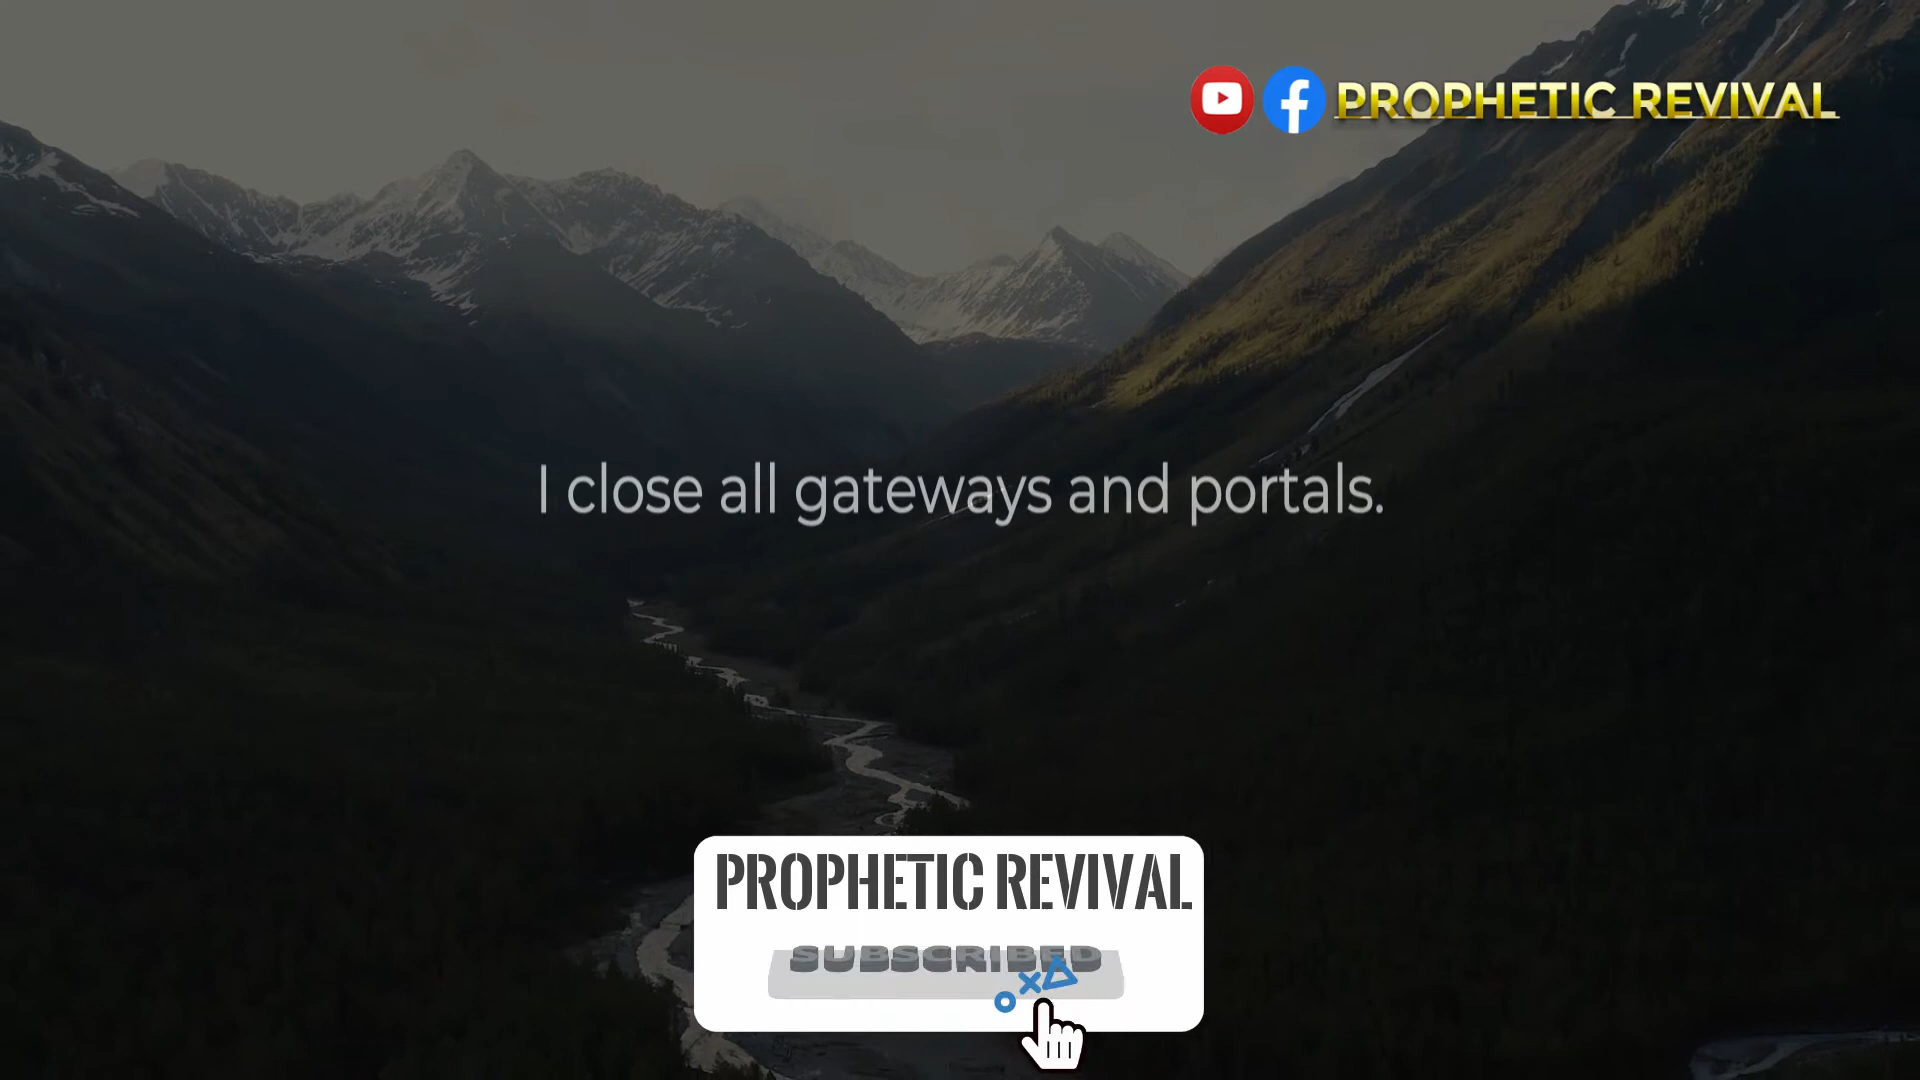 PROPHETIC REVIVAL
I close all gateways and portals.
PROPHETIC REVIVAL
SUBSCRIBED